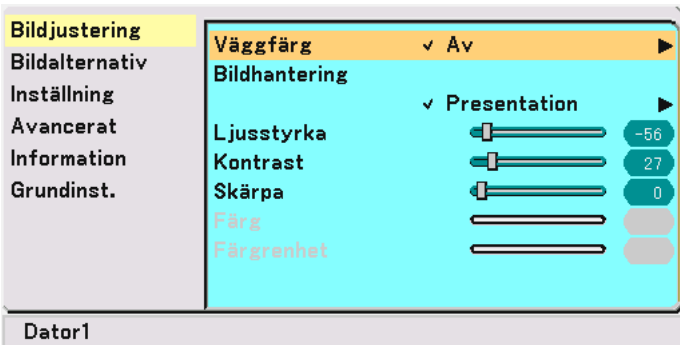 Bildjustering
Bildalternativ
Inställning
Avancerat
Information
Grundinst.
Väggfärg ✓ Av ▶
Bildhantering
✓ Presentation ▶
Ljusstyrka -56
Kontrast 27
Skärpa 0
Färg
Färgrenhet
Dator1